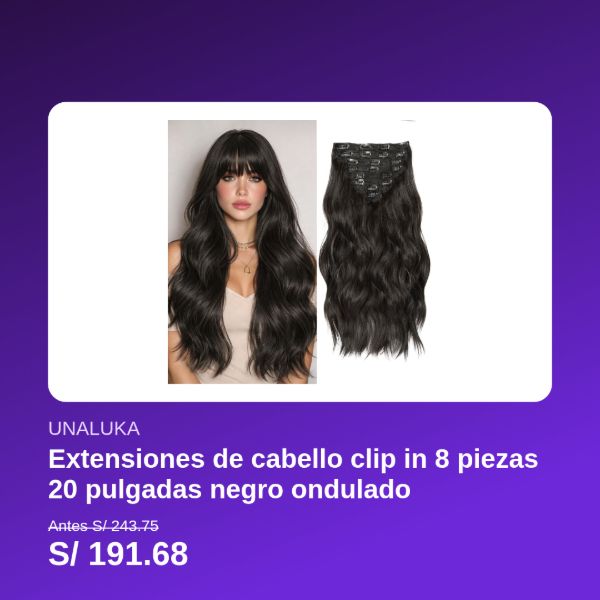 UNALUKA
Extensiones de cabello clip in 8 piezas
20 pulgadas negro ondulado
Antes S/ 243.75
S/ 191.68